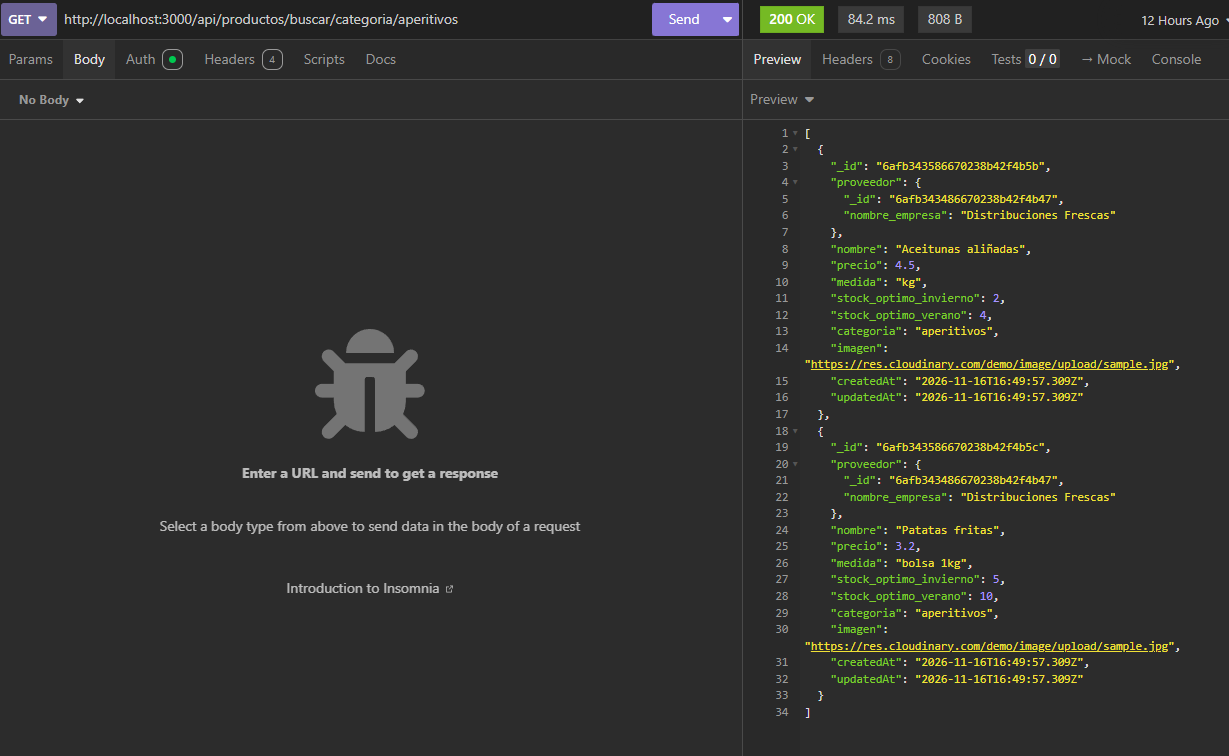 GET http://localhost:3000/api/productos/buscar/categoria/aperitivos Send 200 OK 84.2 ms 808 B 12 Hours Ago
Params Body Auth Headers 4 Scripts Docs Preview Headers 8 Cookies Tests 0 / 0 → Mock Console
No Body Preview
Enter a URL and send to get a response
Select a body type from above to send data in the body of a request
Introduction to Insomnia
1 [
2 {
3 "_id": "6afb343586670238b42f4b5b",
4 "proveedor": {
5 "_id": "6afb343486670238b42f4b47",
6 "nombre_empresa": "Distribuciones Frescas"
7 },
8 "nombre": "Aceitunas aliñadas",
9 "precio": 4.5,
10 "medida": "kg",
11 "stock_optimo_invierno": 2,
12 "stock_optimo_verano": 4,
13 "categoria": "aperitivos",
14 "imagen":
"https://res.cloudinary.com/demo/image/upload/sample.jpg",
15 "createdAt": "2026-11-16T16:49:57.309Z",
16 "updatedAt": "2026-11-16T16:49:57.309Z"
17 },
18 {
19 "_id": "6afb343586670238b42f4b5c",
20 "proveedor": {
21 "_id": "6afb343486670238b42f4b47",
22 "nombre_empresa": "Distribuciones Frescas"
23 },
24 "nombre": "Patatas fritas",
25 "precio": 3.2,
26 "medida": "bolsa 1kg",
27 "stock_optimo_invierno": 5,
28 "stock_optimo_verano": 10,
29 "categoria": "aperitivos",
30 "imagen":
"https://res.cloudinary.com/demo/image/upload/sample.jpg",
31 "createdAt": "2026-11-16T16:49:57.309Z",
32 "updatedAt": "2026-11-16T16:49:57.309Z"
33 }
34 ]